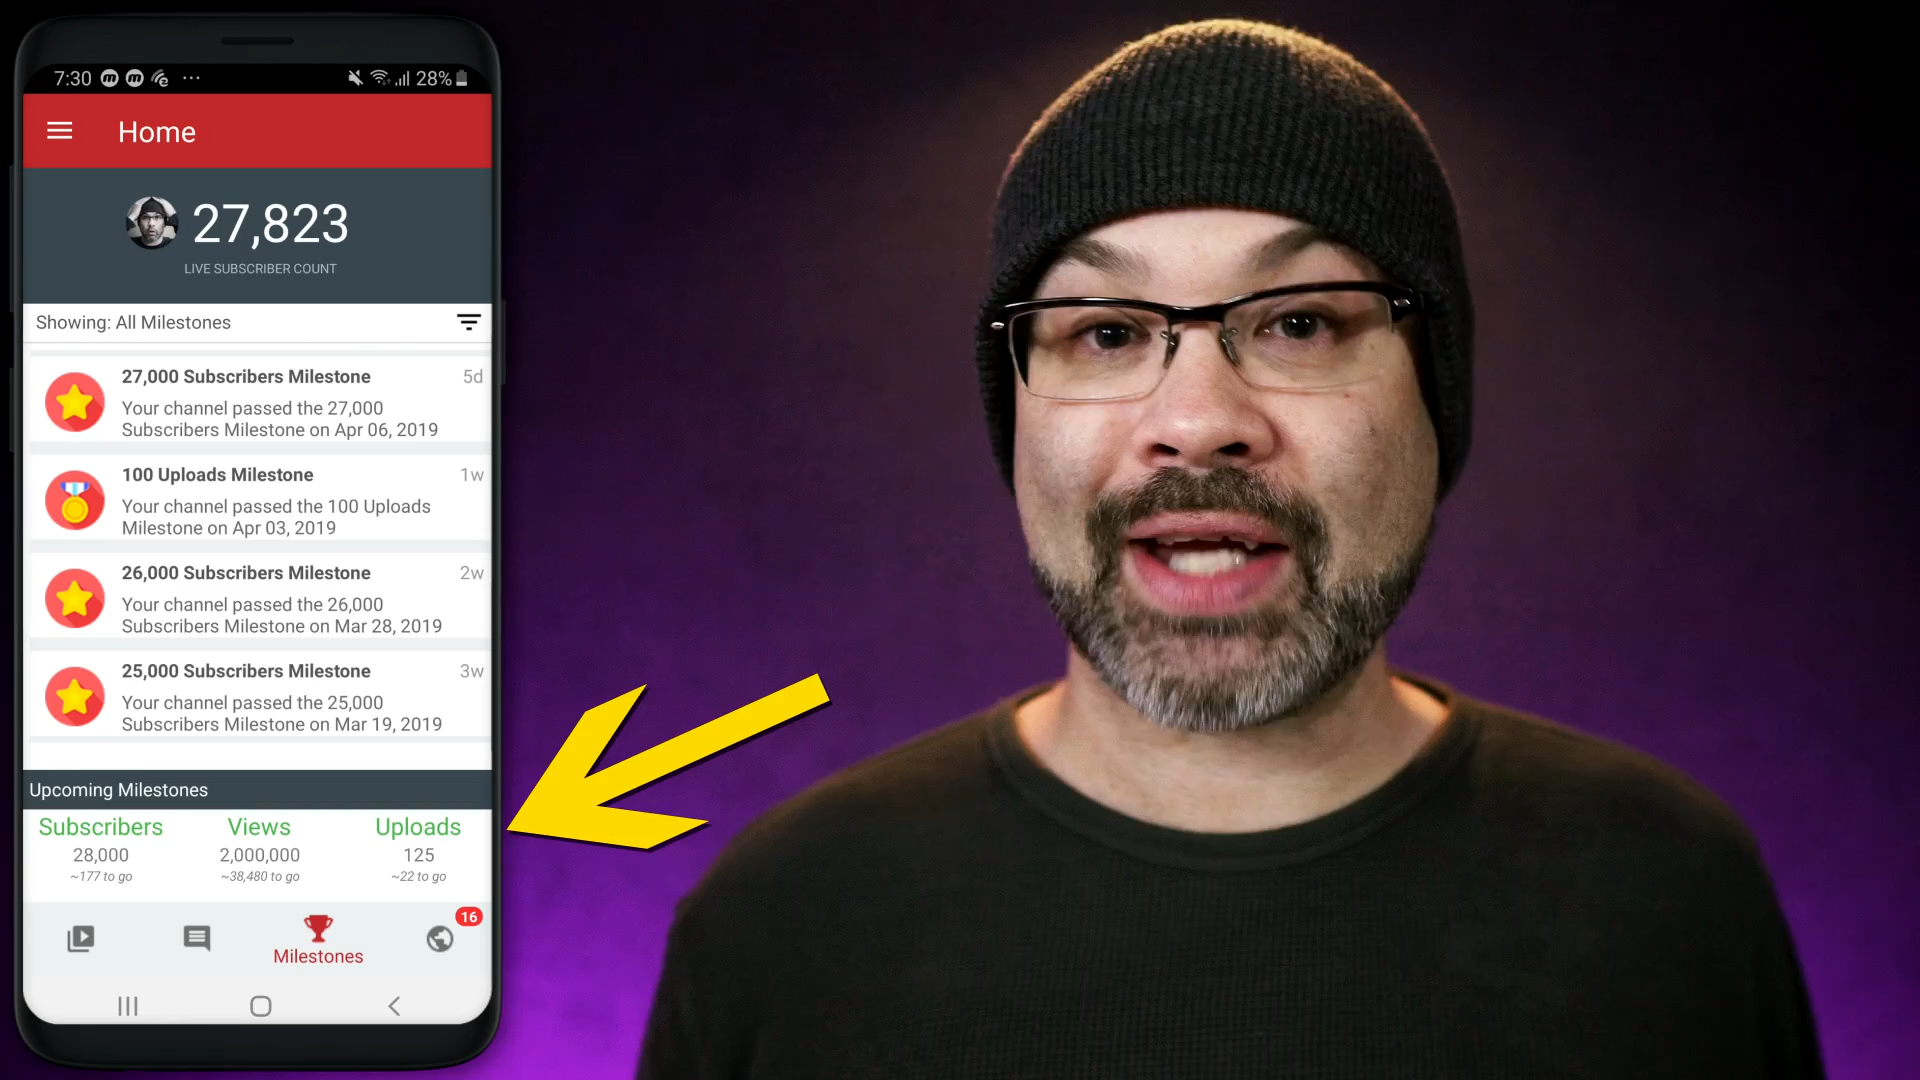 7:30
28%
Home
27,823
LIVE SUBSCRIBER COUNT
Showing: All Milestones
27,000 Subscribers Milestone 5d
Your channel passed the 27,000
Subscribers Milestone on Apr 06, 2019
100 Uploads Milestone 1w
Your channel passed the 100 Uploads
Milestone on Apr 03, 2019
26,000 Subscribers Milestone 2w
Your channel passed the 26,000
Subscribers Milestone on Mar 28, 2019
25,000 Subscribers Milestone 3w
Your channel passed the 25,000
Subscribers Milestone on Mar 19, 2019
Upcoming Milestones
Subscribers Views Uploads
28,000 2,000,000 125
~177 to go ~38,480 to go ~22 to go
16
Milestones